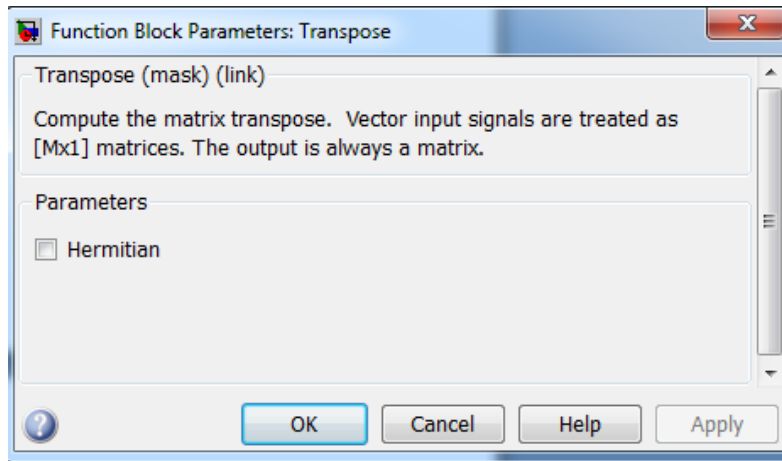 Function Block Parameters: Transpose
Transpose (mask) (link)
Compute the matrix transpose.  Vector input signals are treated as
[Mx1] matrices. The output is always a matrix.
Parameters
Hermitian
OK Cancel Help Apply